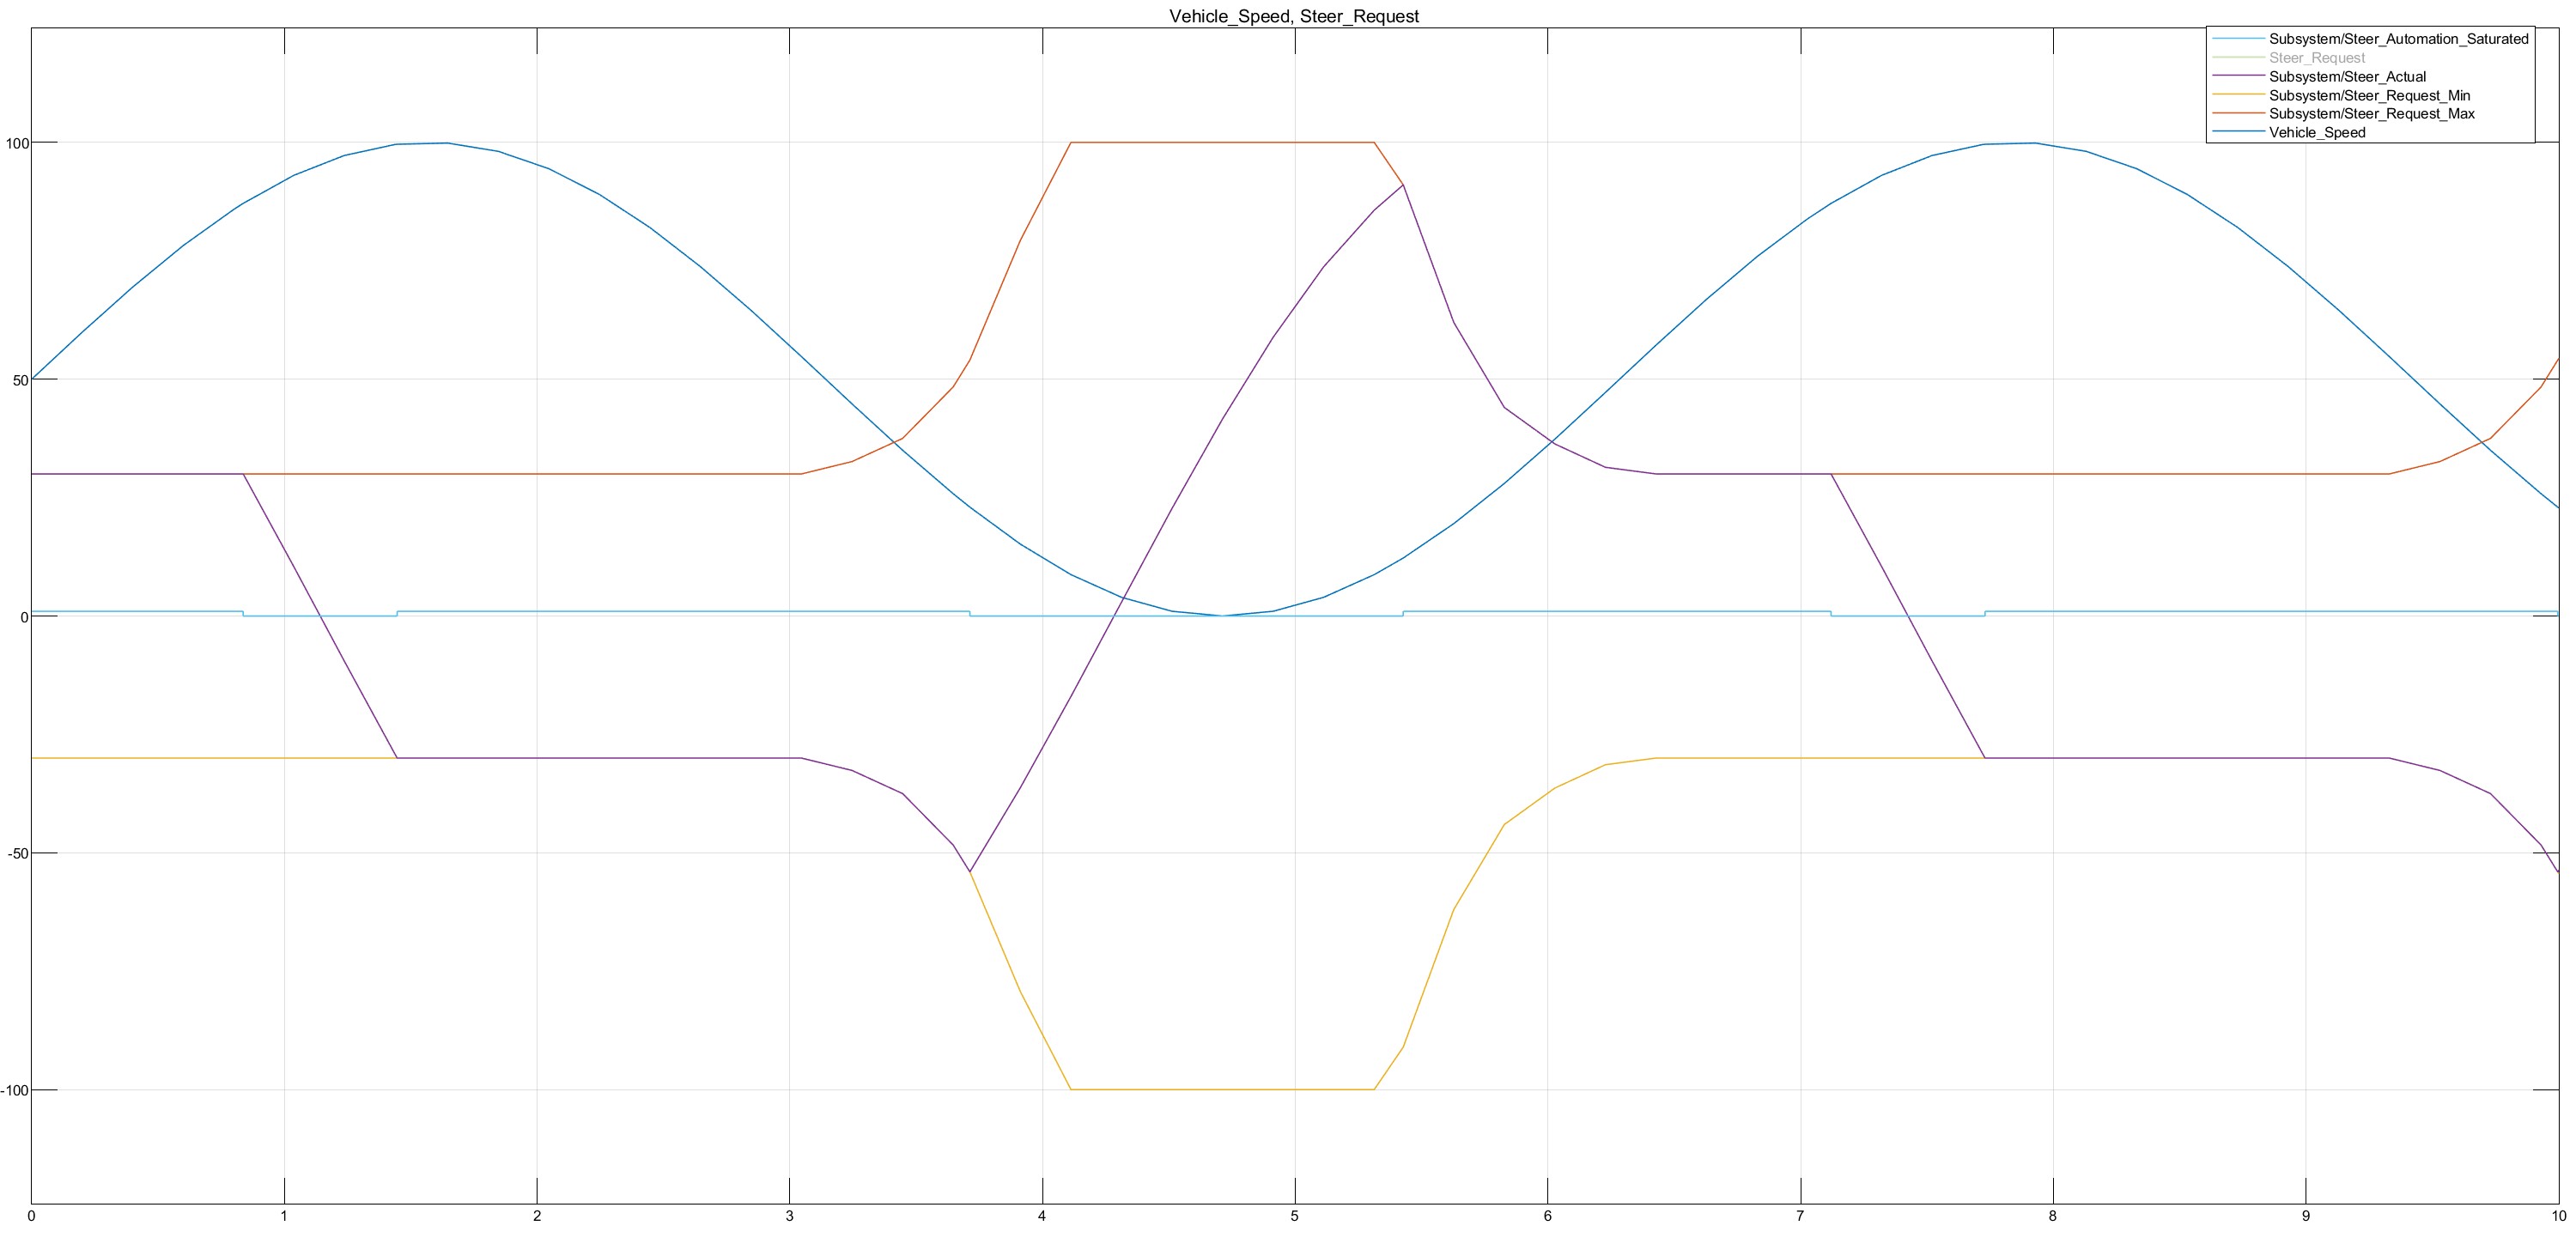 Vehicle_Speed, Steer_Request
Subsystem/Steer_Automation_Saturated
Steer_Request
Subsystem/Steer_Actual
Subsystem/Steer_Request_Min
Subsystem/Steer_Request_Max
Vehicle_Speed
100
50
0
-50
-100
0 1 2 3 4 5 6 7 8 9 10